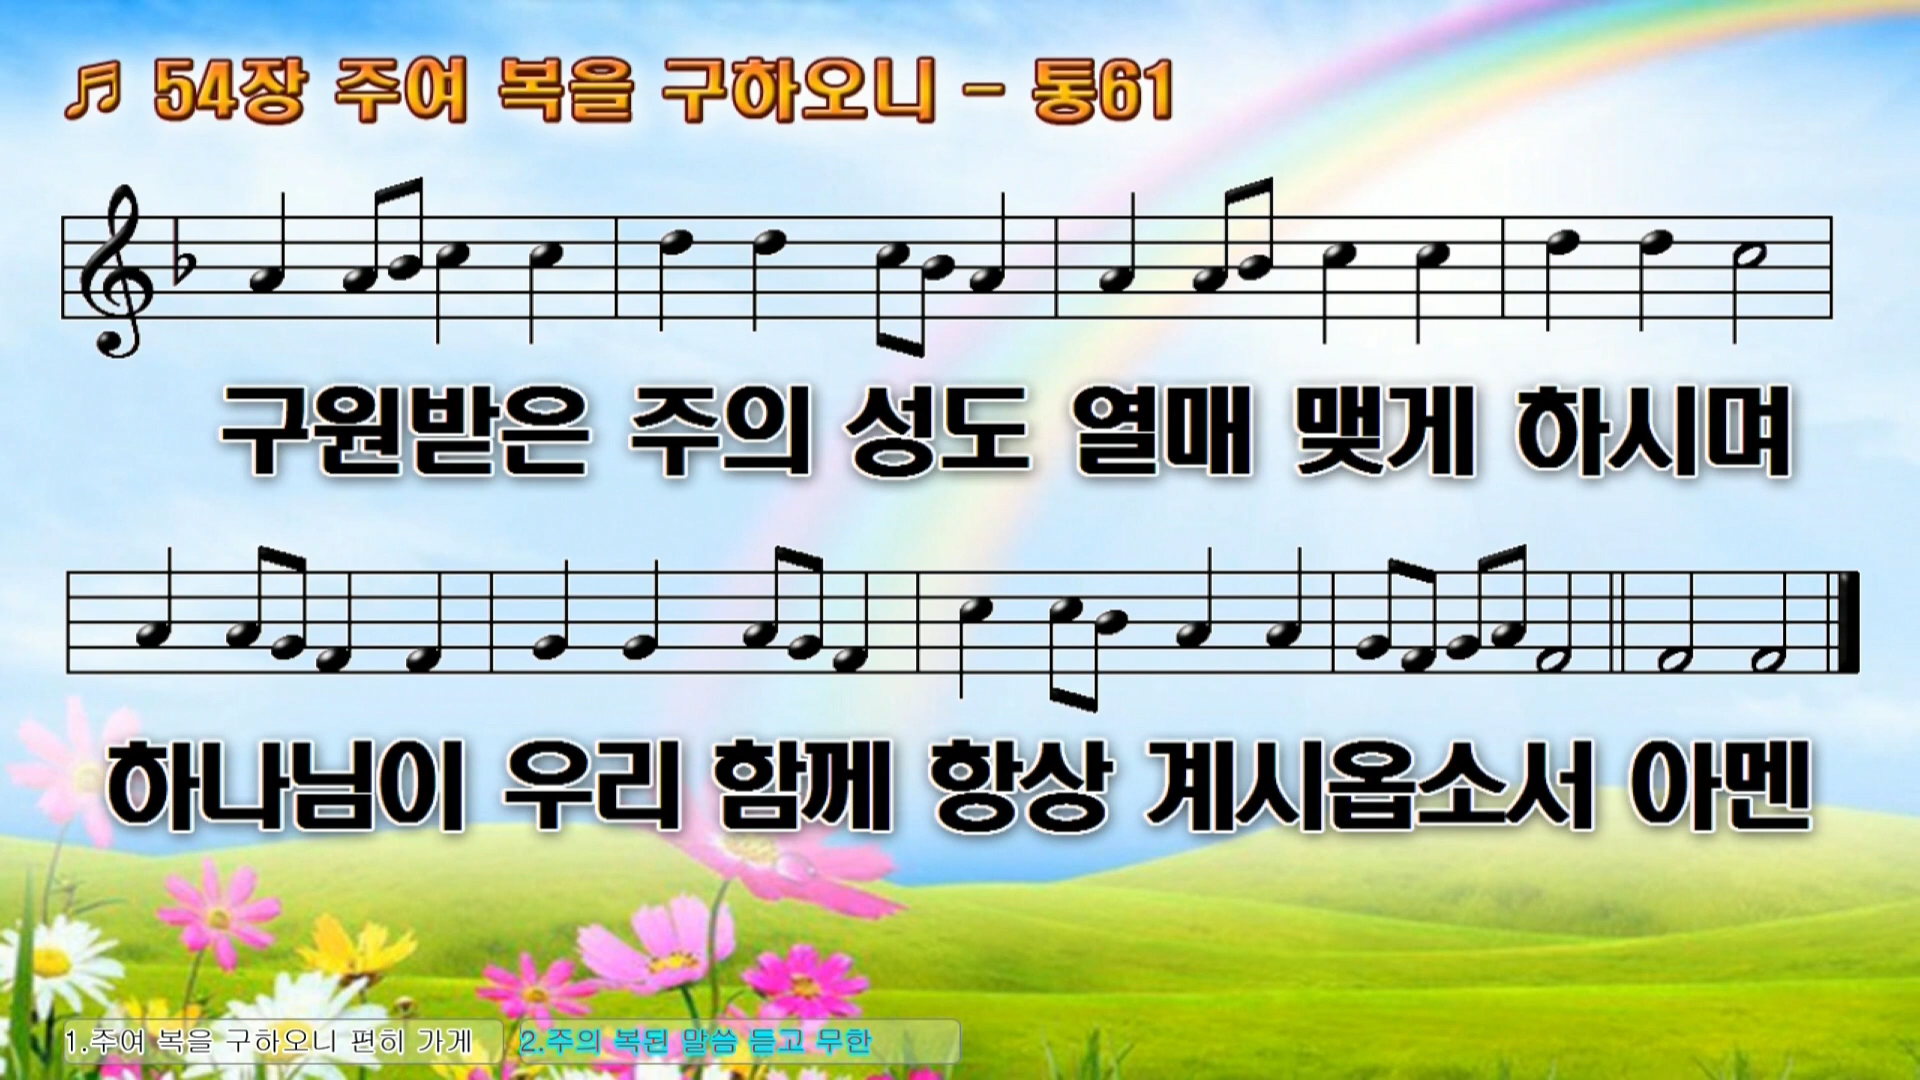 ♬ 54장 주여 복을 구하오니 - 통61
구원받은 주의 성도 열매 맺게 하시며
하나님이 우리 함께 항상 계시옵소서 아멘
1.주여 복을 구하오니 편히 가게
2.주의 복된 말씀 듣고 무한